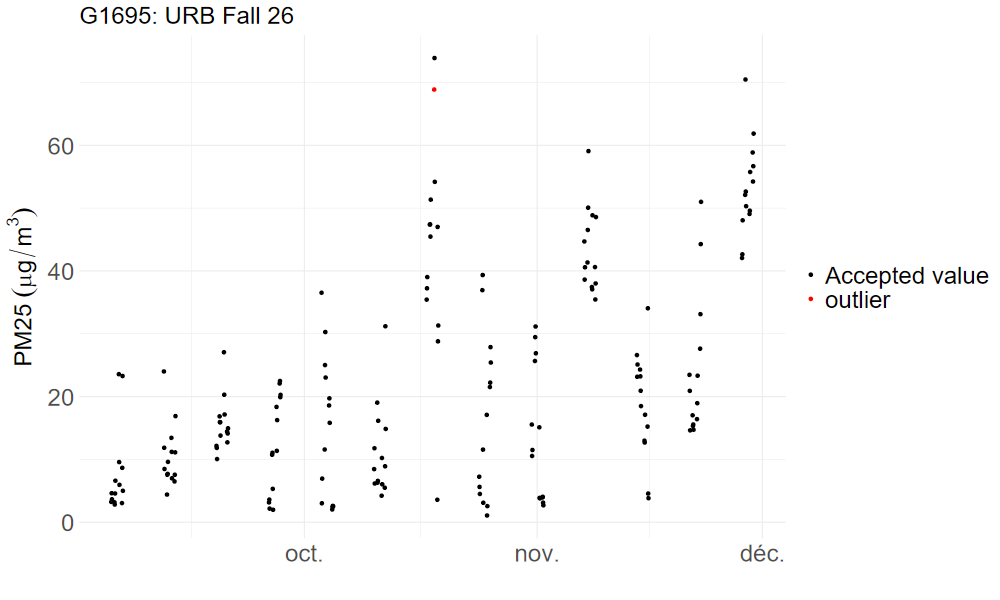 G1695: URB Fall 26
PM25 (μg/m³)
60
40
20
0
oct.
nov.
déc.
Accepted value
outlier